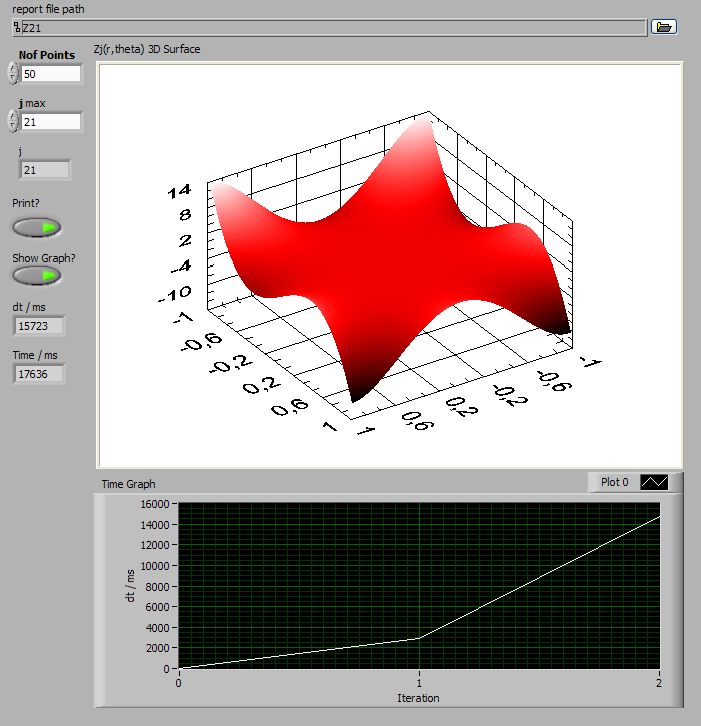 report file path
Z21
Nof Points
50
j max
21
j
21
Print?
Show Graph?
dt / ms
15723
Time / ms
17636
Zj(r,theta) 3D Surface
14
8
2
-4
-10
-1
-0,6
-0,2
0,2
0,6
1
1
0,6
0,2
-0,2
-0,6
-1
Time Graph
Plot 0
16000
14000
12000
10000
8000
6000
4000
2000
0
dt / ms
0 1 2
Iteration